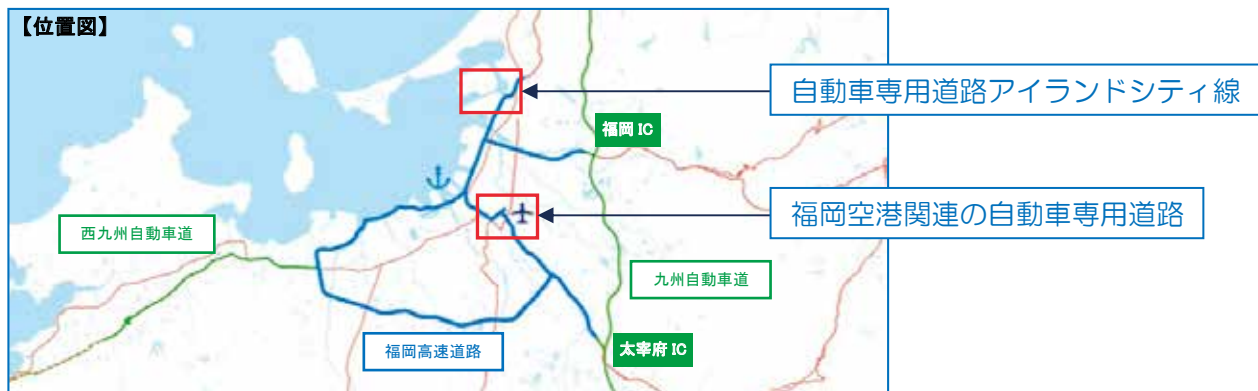 【位置図】
自動車専用道路アイランドシティ線
福岡 IC
福岡空港関連の自動車専用道路
西九州自動車道
九州自動車道
福岡高速道路
太宰府 IC